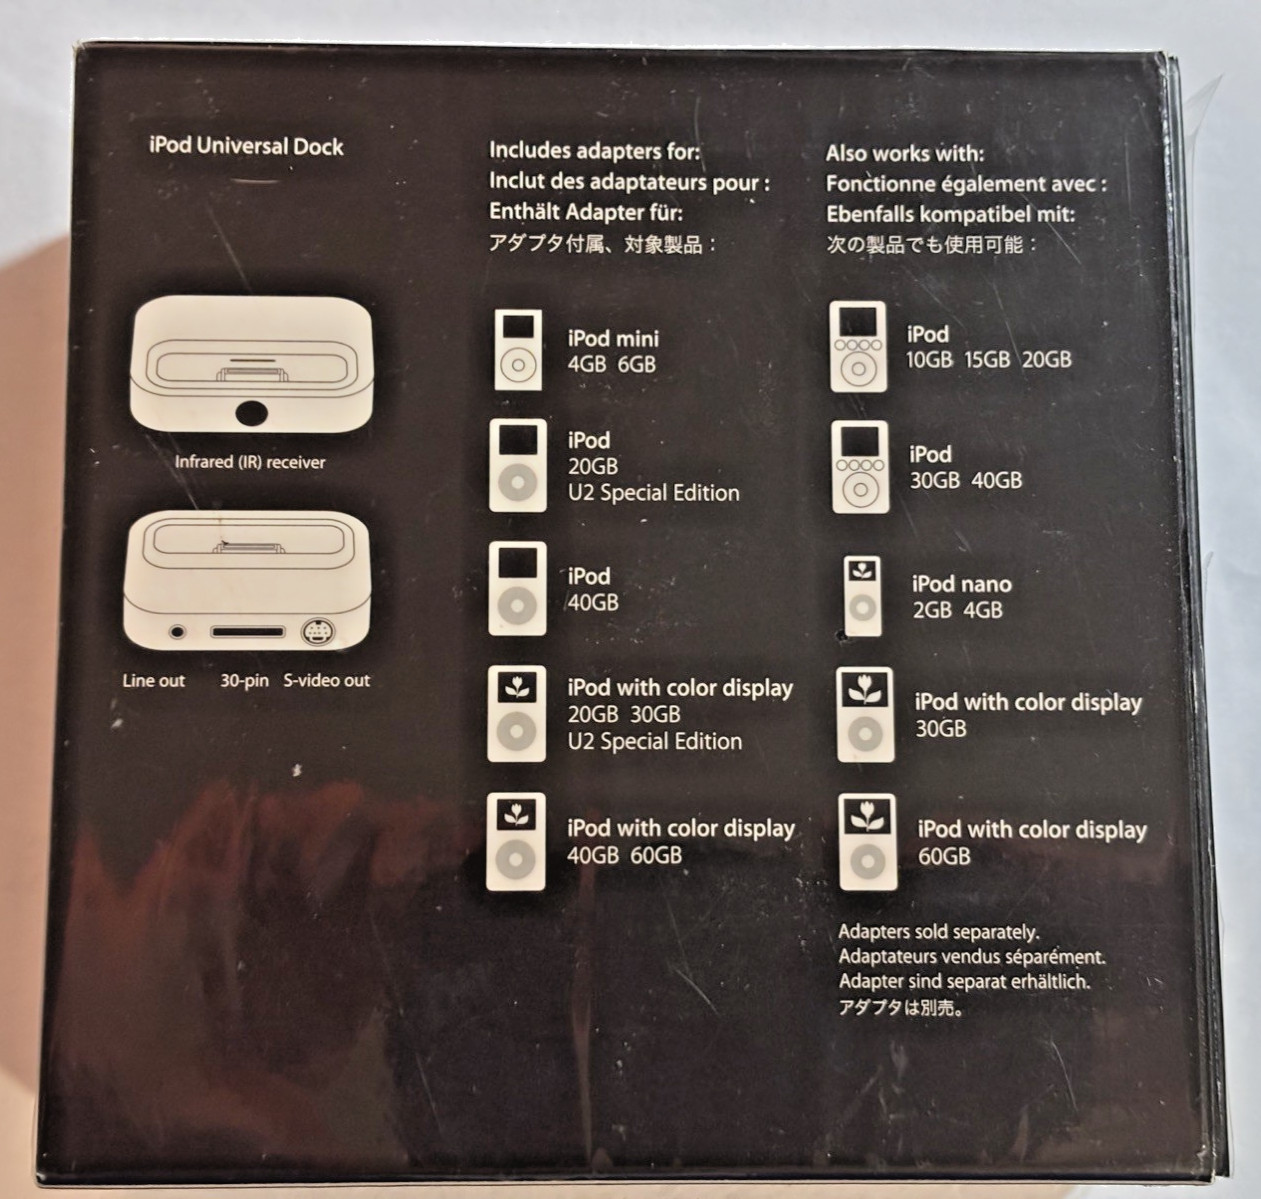 iPod Universal Dock
Infrared (IR) receiver
Line out 30-pin S-video out
Includes adapters for:
Inclut des adaptateurs pour :
Enthält Adapter für:
アダプタ付属、対象製品：
iPod mini
4GB 6GB
iPod
20GB
U2 Special Edition
iPod
40GB
iPod with color display
20GB 30GB
U2 Special Edition
iPod with color display
40GB 60GB
Also works with:
Fonctionne également avec :
Ebenfalls kompatibel mit:
次の製品でも使用可能：
iPod
10GB 15GB 20GB
iPod
30GB 40GB
iPod nano
2GB 4GB
iPod with color display
30GB
iPod with color display
60GB
Adapters sold separately.
Adaptateurs vendus séparément.
Adapter sind separat erhältlich.
アダプタは別売。